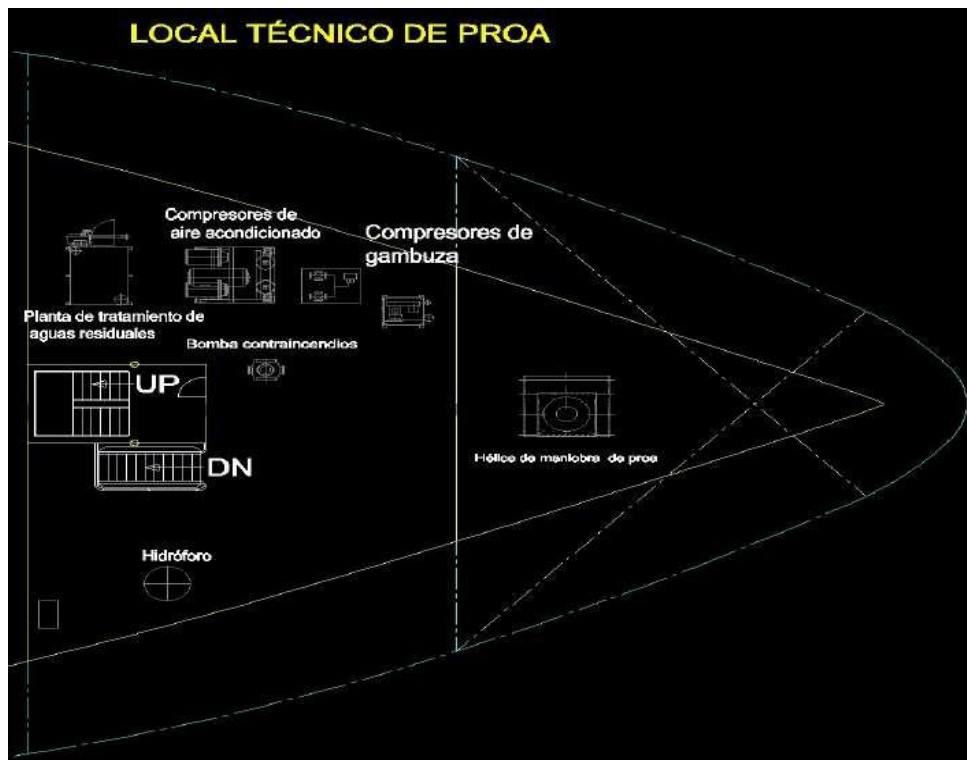 LOCAL TÉCNICO DE PROA
Compresores de
aire acondicionado
Compresores de
gambuza
Planta de tratamiento de
aguas residuales
Bomba contraincendios
UP
DN
Hélice de maniobra de proa
Hidróforo